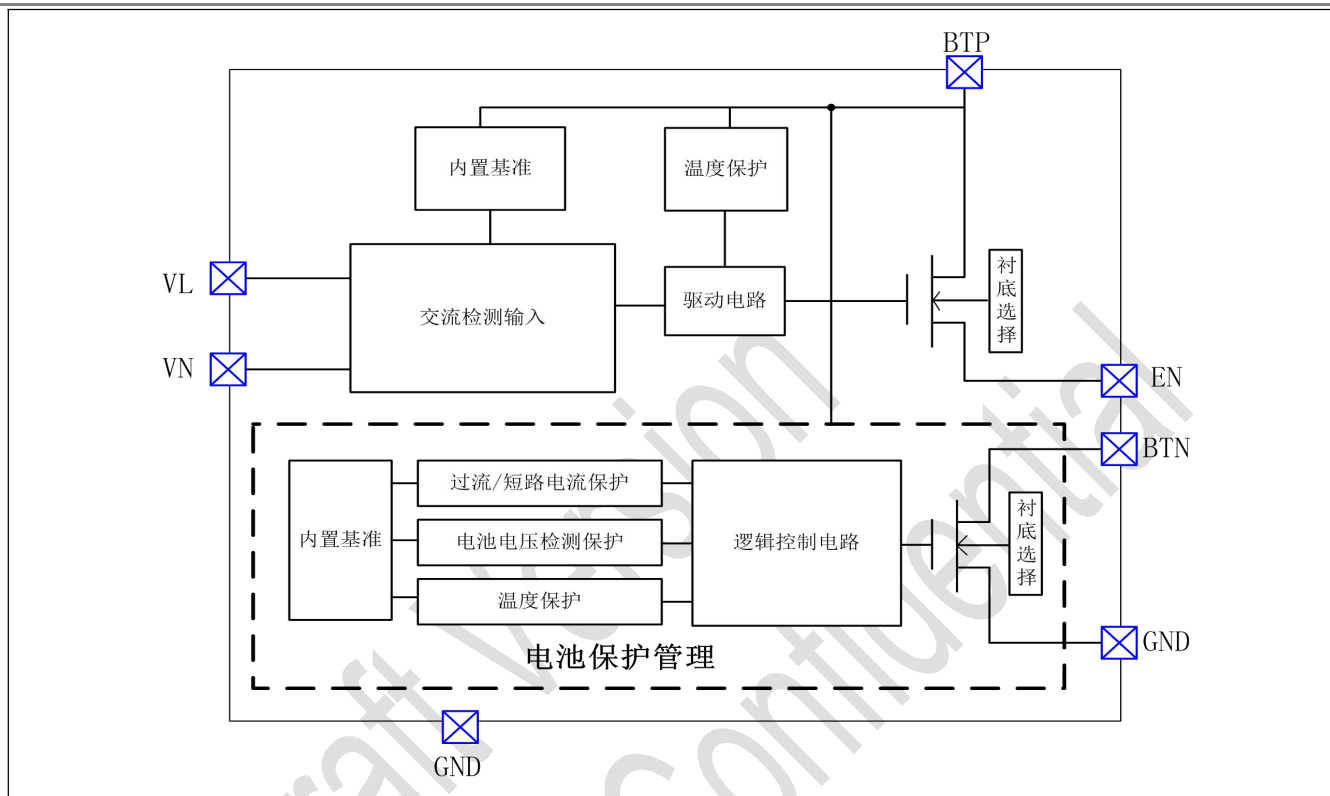 BTP
内置基准
温度保护
VL
交流检测输入
驱动电路
衬底选择
VN
EN
BTN
内置基准
过流/短路电流保护
电池电压检测保护
温度保护
逻辑控制电路
衬底选择
电池保护管理
GND
GND
raft Version
Confidential